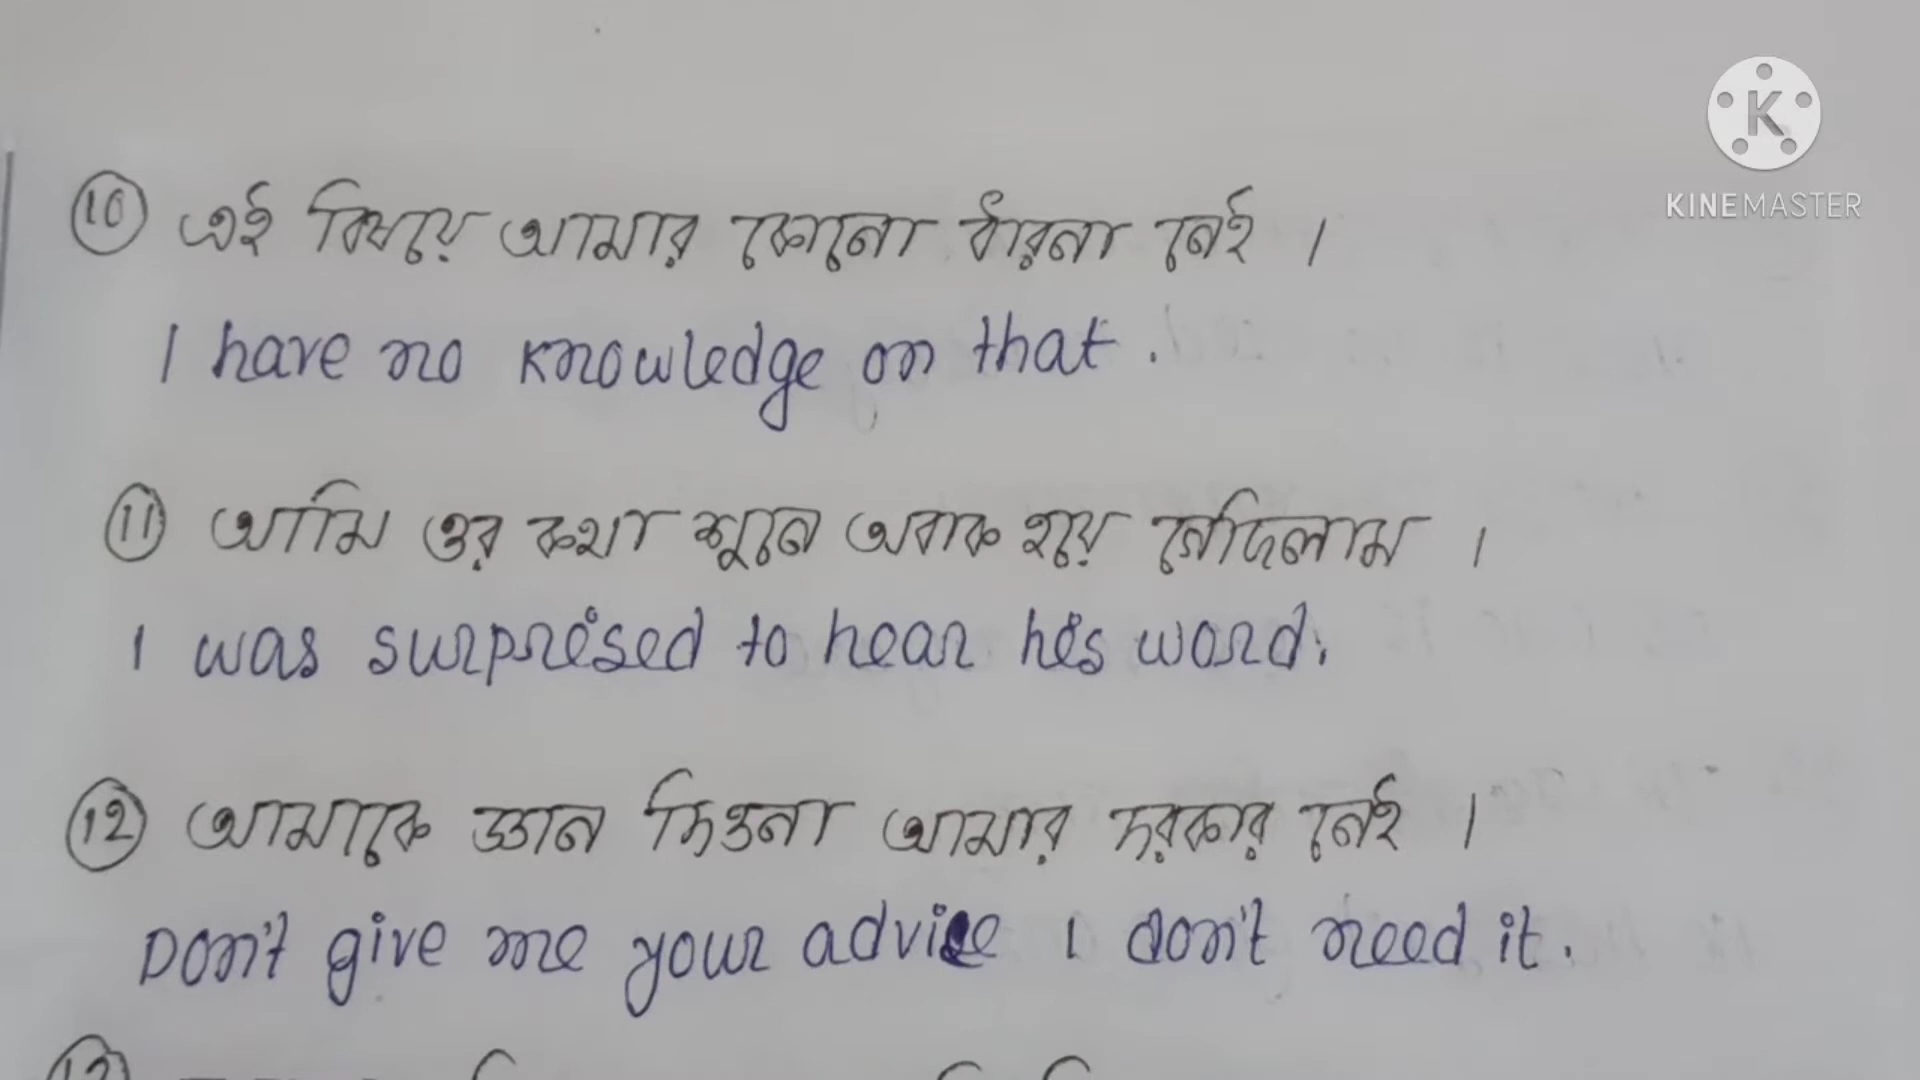 K
KINEMASTER
10 এই বিষয়ে আমার কোনো ধারনা নেই ।
I have no knowledge on that.
11 আমি ওর কথা শুনে অবাক হয়ে গেছিলাম ।
I was surprised to hear his word.
12 আমাকে জ্ঞান দিওনা আমার দরকার নেই ।
Don't give me your advice I don't need it.